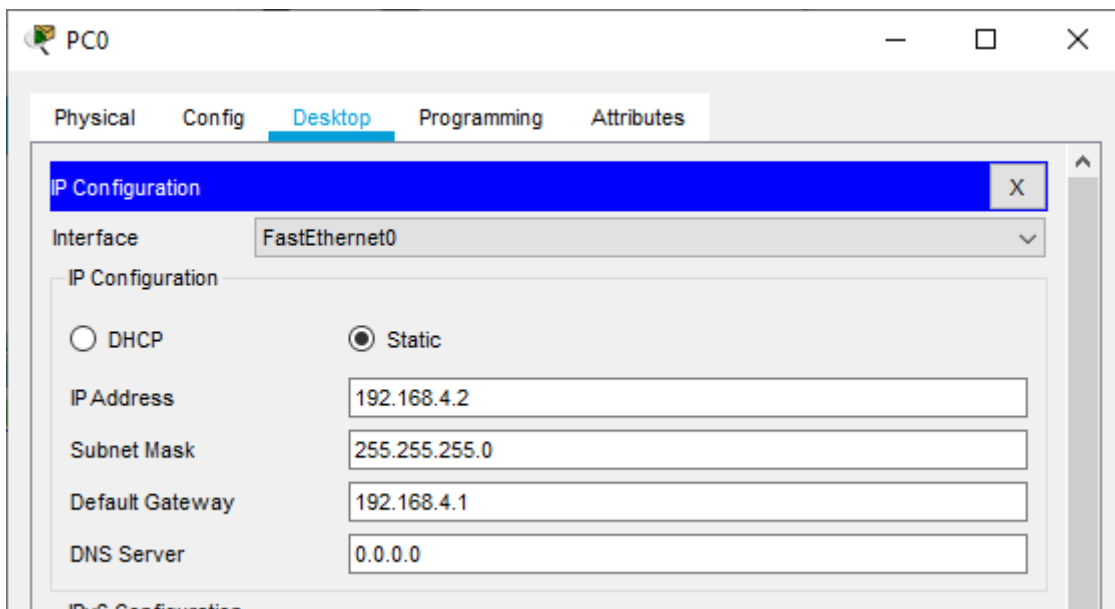 PC0
Physical Config Desktop Programming Attributes
IP Configuration X
Interface FastEthernet0
IP Configuration
DHCP Static
IP Address 192.168.4.2
Subnet Mask 255.255.255.0
Default Gateway 192.168.4.1
DNS Server 0.0.0.0
IPv6 Configuration